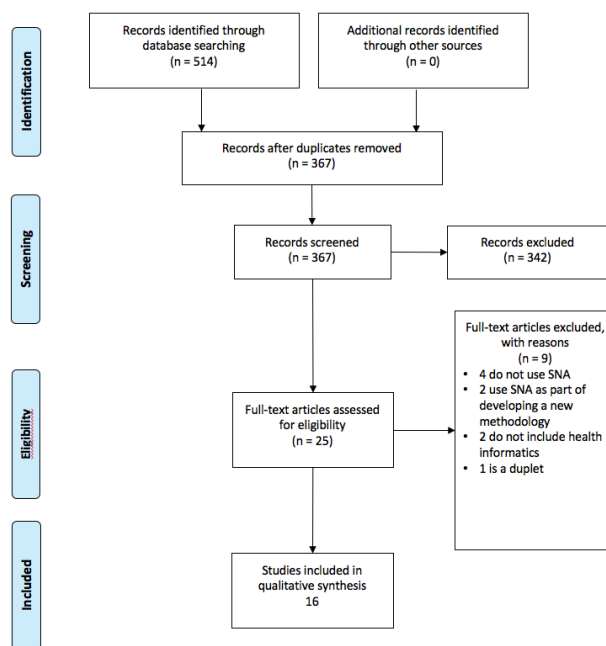 Identification
Records identified through
database searching
(n = 514)
Additional records identified
through other sources
(n = 0)
Records after duplicates removed
(n = 367)
Screening
Records screened
(n = 367)
Records excluded
(n = 342)
Eligibility
Full-text articles assessed
for eligibility
(n = 25)
Full-text articles excluded,
with reasons
(n = 9)
• 4 do not use SNA
• 2 use SNA as part of
developing a new
methodology
• 2 do not include health
informatics
• 1 is a duplet
Included
Studies included in
qualitative synthesis
16